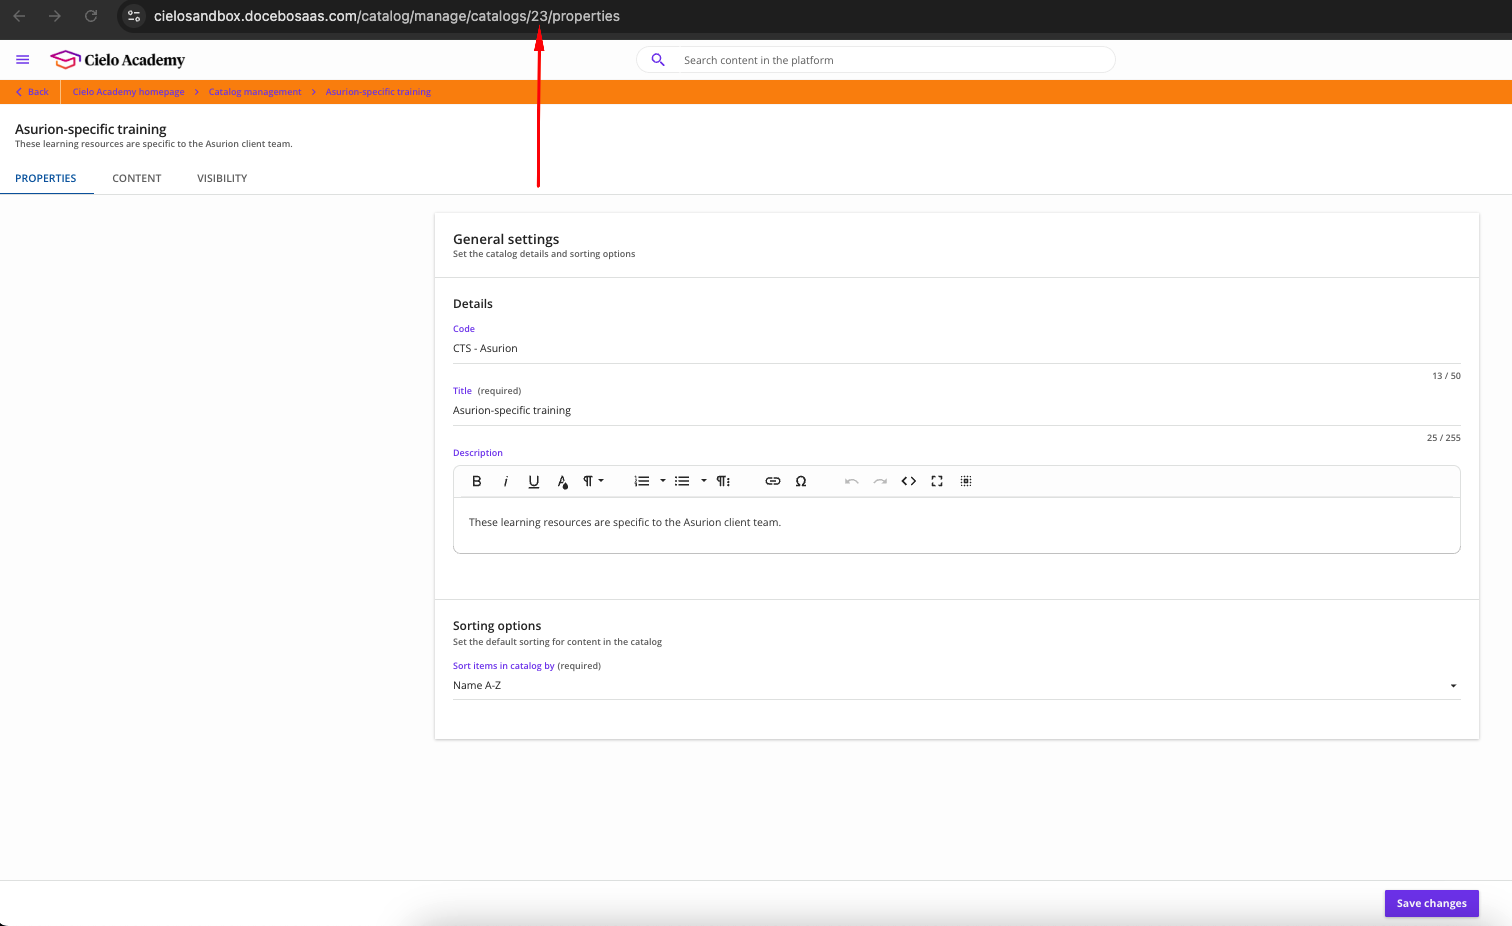 cielosandbox.docebosaas.com/catalog/manage/catalogs/23/properties
Cielo Academy
Search content in the platform
Back
Cielo Academy homepage > Catalog management > Asurion-specific training
Asurion-specific training
These learning resources are specific to the Asurion client team.
PROPERTIES CONTENT VISIBILITY
General settings
Set the catalog details and sorting options
Details
Code
CTS - Asurion
13 / 50
Title (required)
Asurion-specific training
25 / 255
Description
These learning resources are specific to the Asurion client team.
Sorting options
Set the default sorting for content in the catalog
Sort items in catalog by (required)
Name A-Z
Save changes